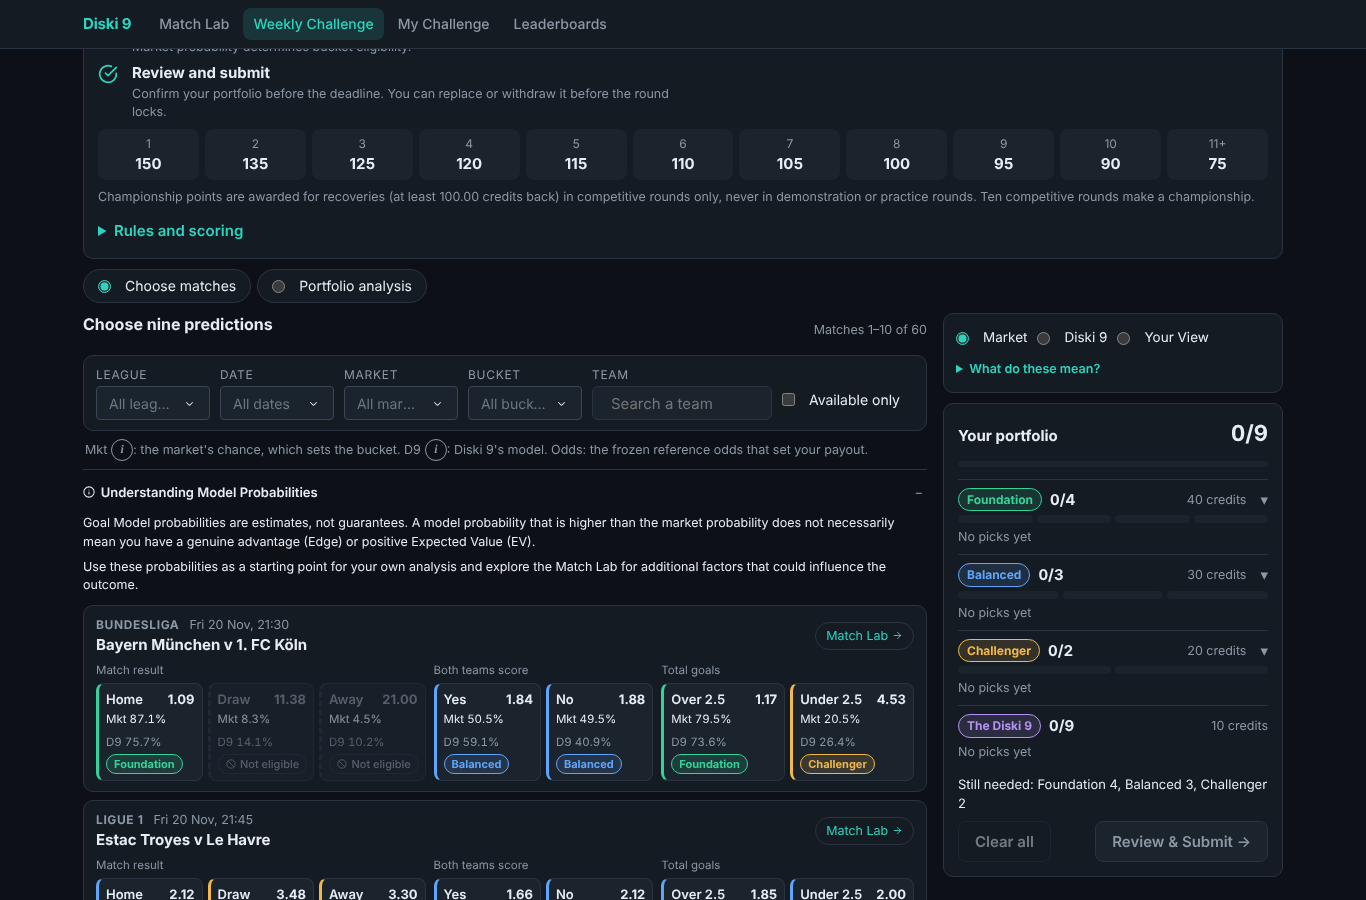 Diski 9 Match Lab Weekly Challenge My Challenge Leaderboards
Market probability determines bucket eligibility.
Review and submit
Confirm your portfolio before the deadline. You can replace or withdraw it before the round
locks.
1 2 3 4 5 6 7 8 9 10 11+
150 135 125 120 115 110 105 100 95 90 75
Championship points are awarded for recoveries (at least 100.00 credits back) in competitive rounds only, never in demonstration or practice rounds. Ten competitive rounds make a championship.
Rules and scoring
Choose matches Portfolio analysis
Choose nine predictions
Matches 1–10 of 60
LEAGUE DATE MARKET BUCKET TEAM
All leag... All dates All mar... All buck... Search a team Available only
Mkt i: the market's chance, which sets the bucket. D9 i: Diski 9's model. Odds: the frozen reference odds that set your payout.
Understanding Model Probabilities –
Goal Model probabilities are estimates, not guarantees. A model probability that is higher than the market probability does not necessarily
mean you have a genuine advantage (Edge) or positive Expected Value (EV).
Use these probabilities as a starting point for your own analysis and explore the Match Lab for additional factors that could influence the
outcome.
BUNDESLIGA Fri 20 Nov, 21:30
Bayern München v 1. FC Köln
Match Lab →
Match result Both teams score Total goals
Home 1.09 Draw 11.38 Away 21.00 Yes 1.84 No 1.88 Over 2.5 1.17 Under 2.5 4.53
Mkt 87.1% Mkt 8.3% Mkt 4.5% Mkt 50.5% Mkt 49.5% Mkt 79.5% Mkt 20.5%
D9 75.7% D9 14.1% D9 10.2% D9 59.1% D9 40.9% D9 73.6% D9 26.4%
Foundation Not eligible Not eligible Balanced Balanced Foundation Challenger
LIGUE 1 Fri 20 Nov, 21:45
Estac Troyes v Le Havre
Match Lab →
Match result Both teams score Total goals
Home 2.12 Draw 3.48 Away 3.30 Yes 1.66 No 2.12 Over 2.5 1.85 Under 2.5 2.00
Market Diski 9 Your View
What do these mean?
Your portfolio 0/9
Foundation 0/4 40 credits
No picks yet
Balanced 0/3 30 credits
No picks yet
Challenger 0/2 20 credits
No picks yet
The Diski 9 0/9 10 credits
No picks yet
Still needed: Foundation 4, Balanced 3, Challenger
2
Clear all Review & Submit →